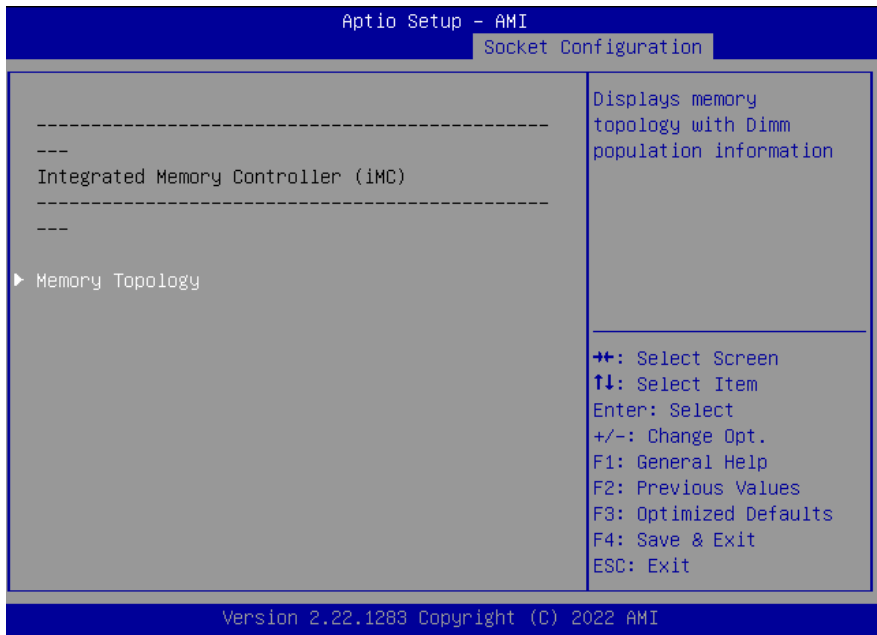 Aptio Setup – AMI
Socket Configuration
------------------------------------------------
---
Integrated Memory Controller (iMC)
------------------------------------------------
---
▶ Memory Topology
Displays memory
topology with Dimm
population information
→←: Select Screen
↑↓: Select Item
Enter: Select
+/-: Change Opt.
F1: General Help
F2: Previous Values
F3: Optimized Defaults
F4: Save & Exit
ESC: Exit
Version 2.22.1283 Copyright (C) 2022 AMI